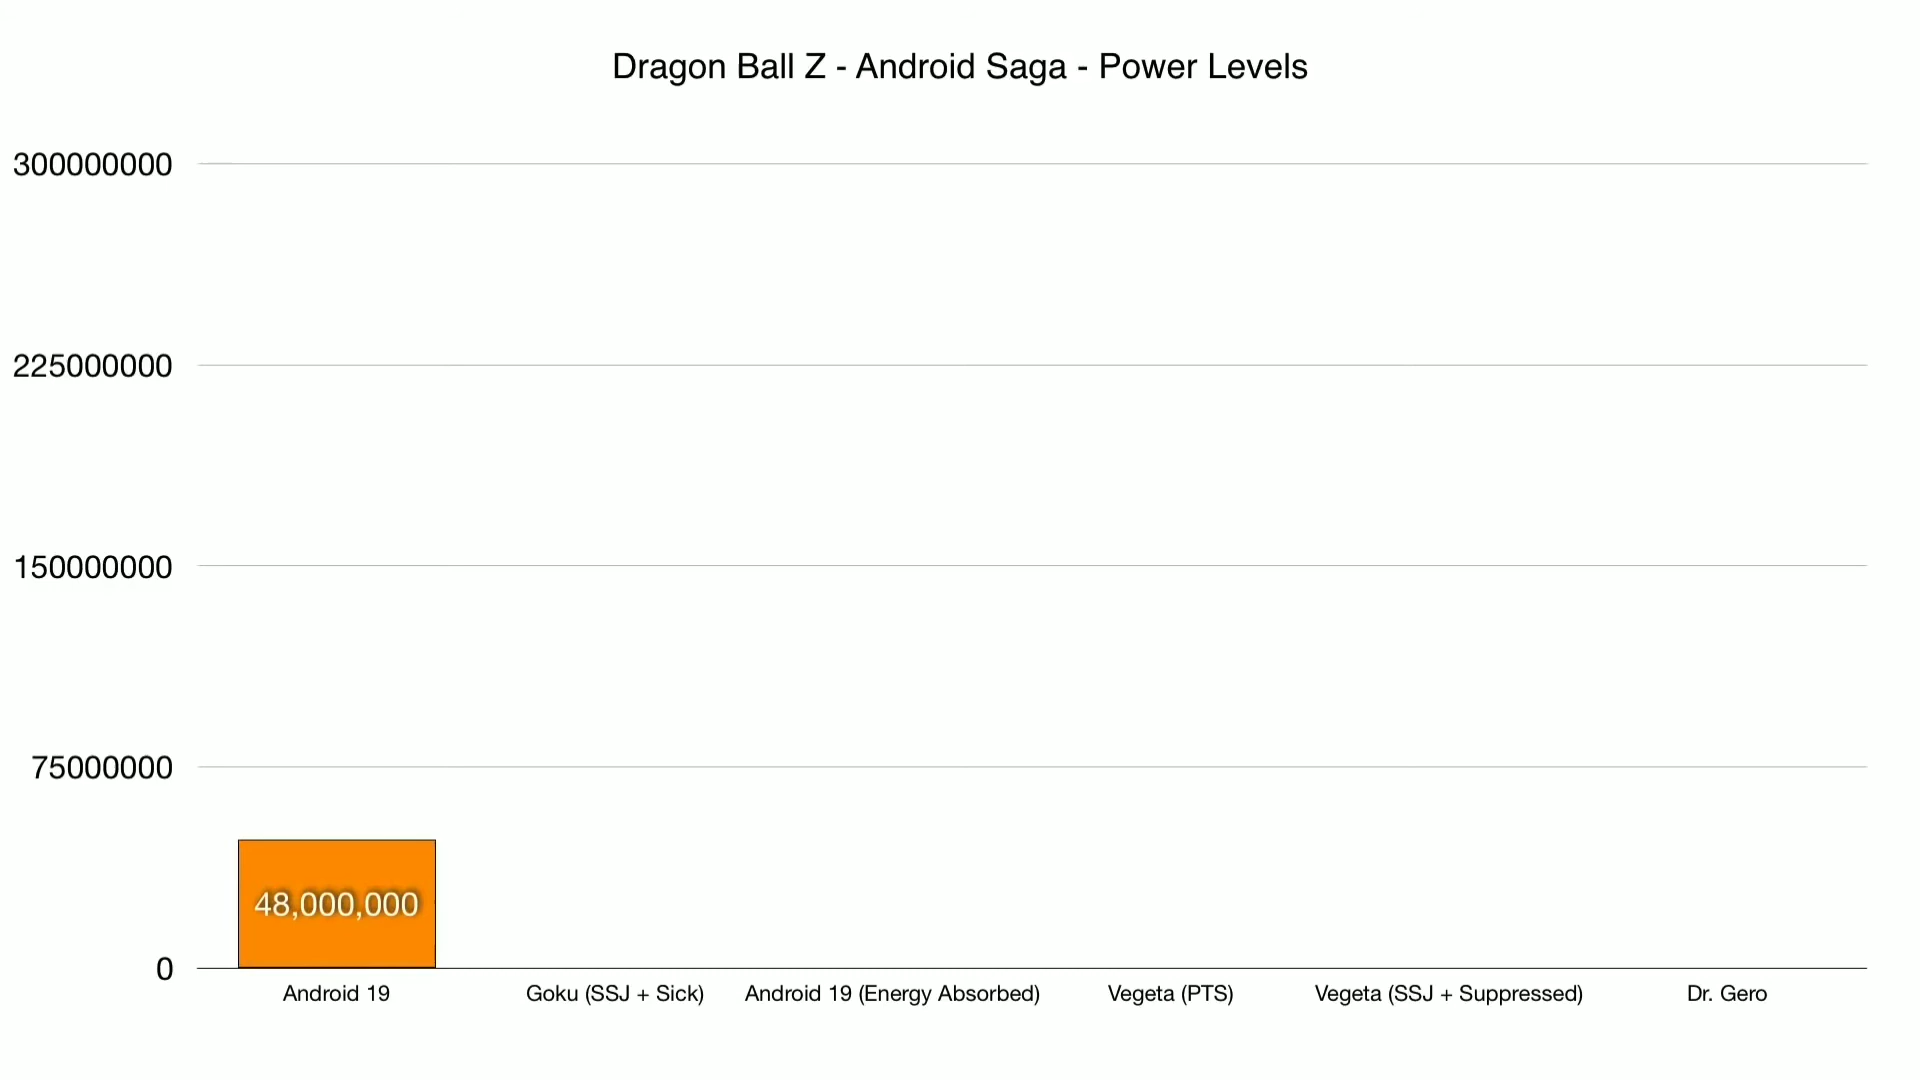 Dragon Ball Z - Android Saga - Power Levels
300000000
225000000
150000000
75000000
48,000,000
0
Android 19
Goku (SSJ + Sick)
Android 19 (Energy Absorbed)
Vegeta (PTS)
Vegeta (SSJ + Suppressed)
Dr. Gero